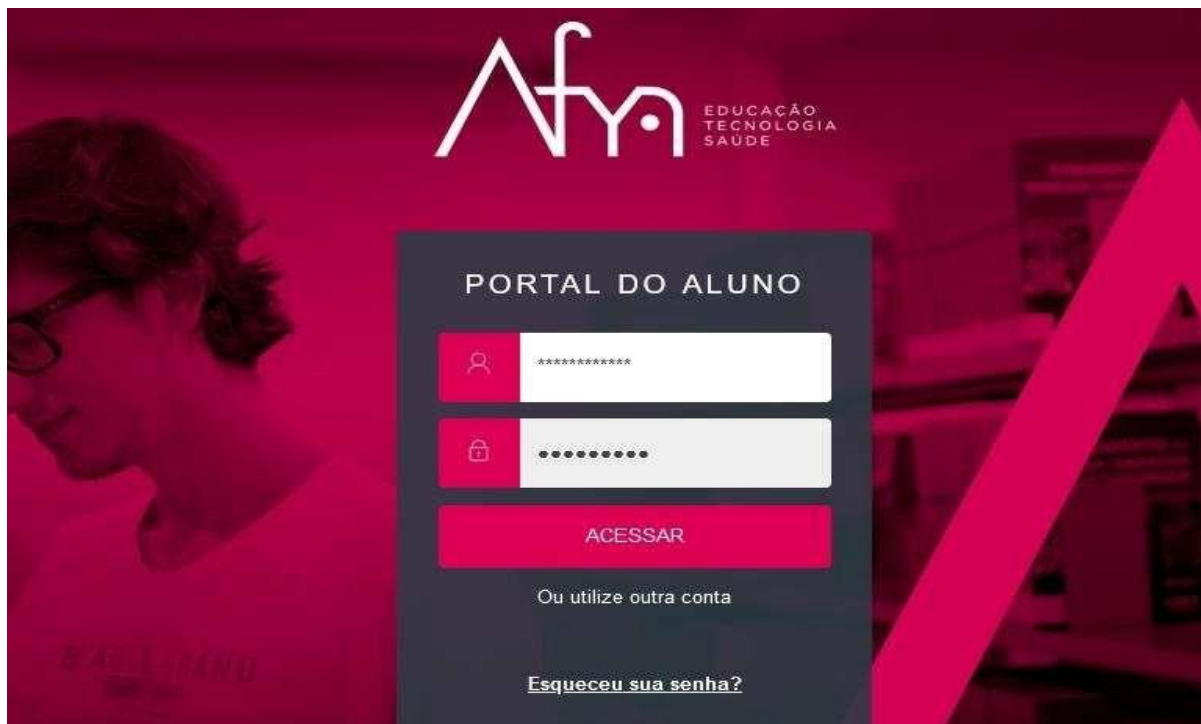 Afya
EDUCAÇÃO
TECNOLOGIA
SAÚDE
PORTAL DO ALUNO
************
•••••••••
ACESSAR
Ou utilize outra conta
Esqueceu sua senha?